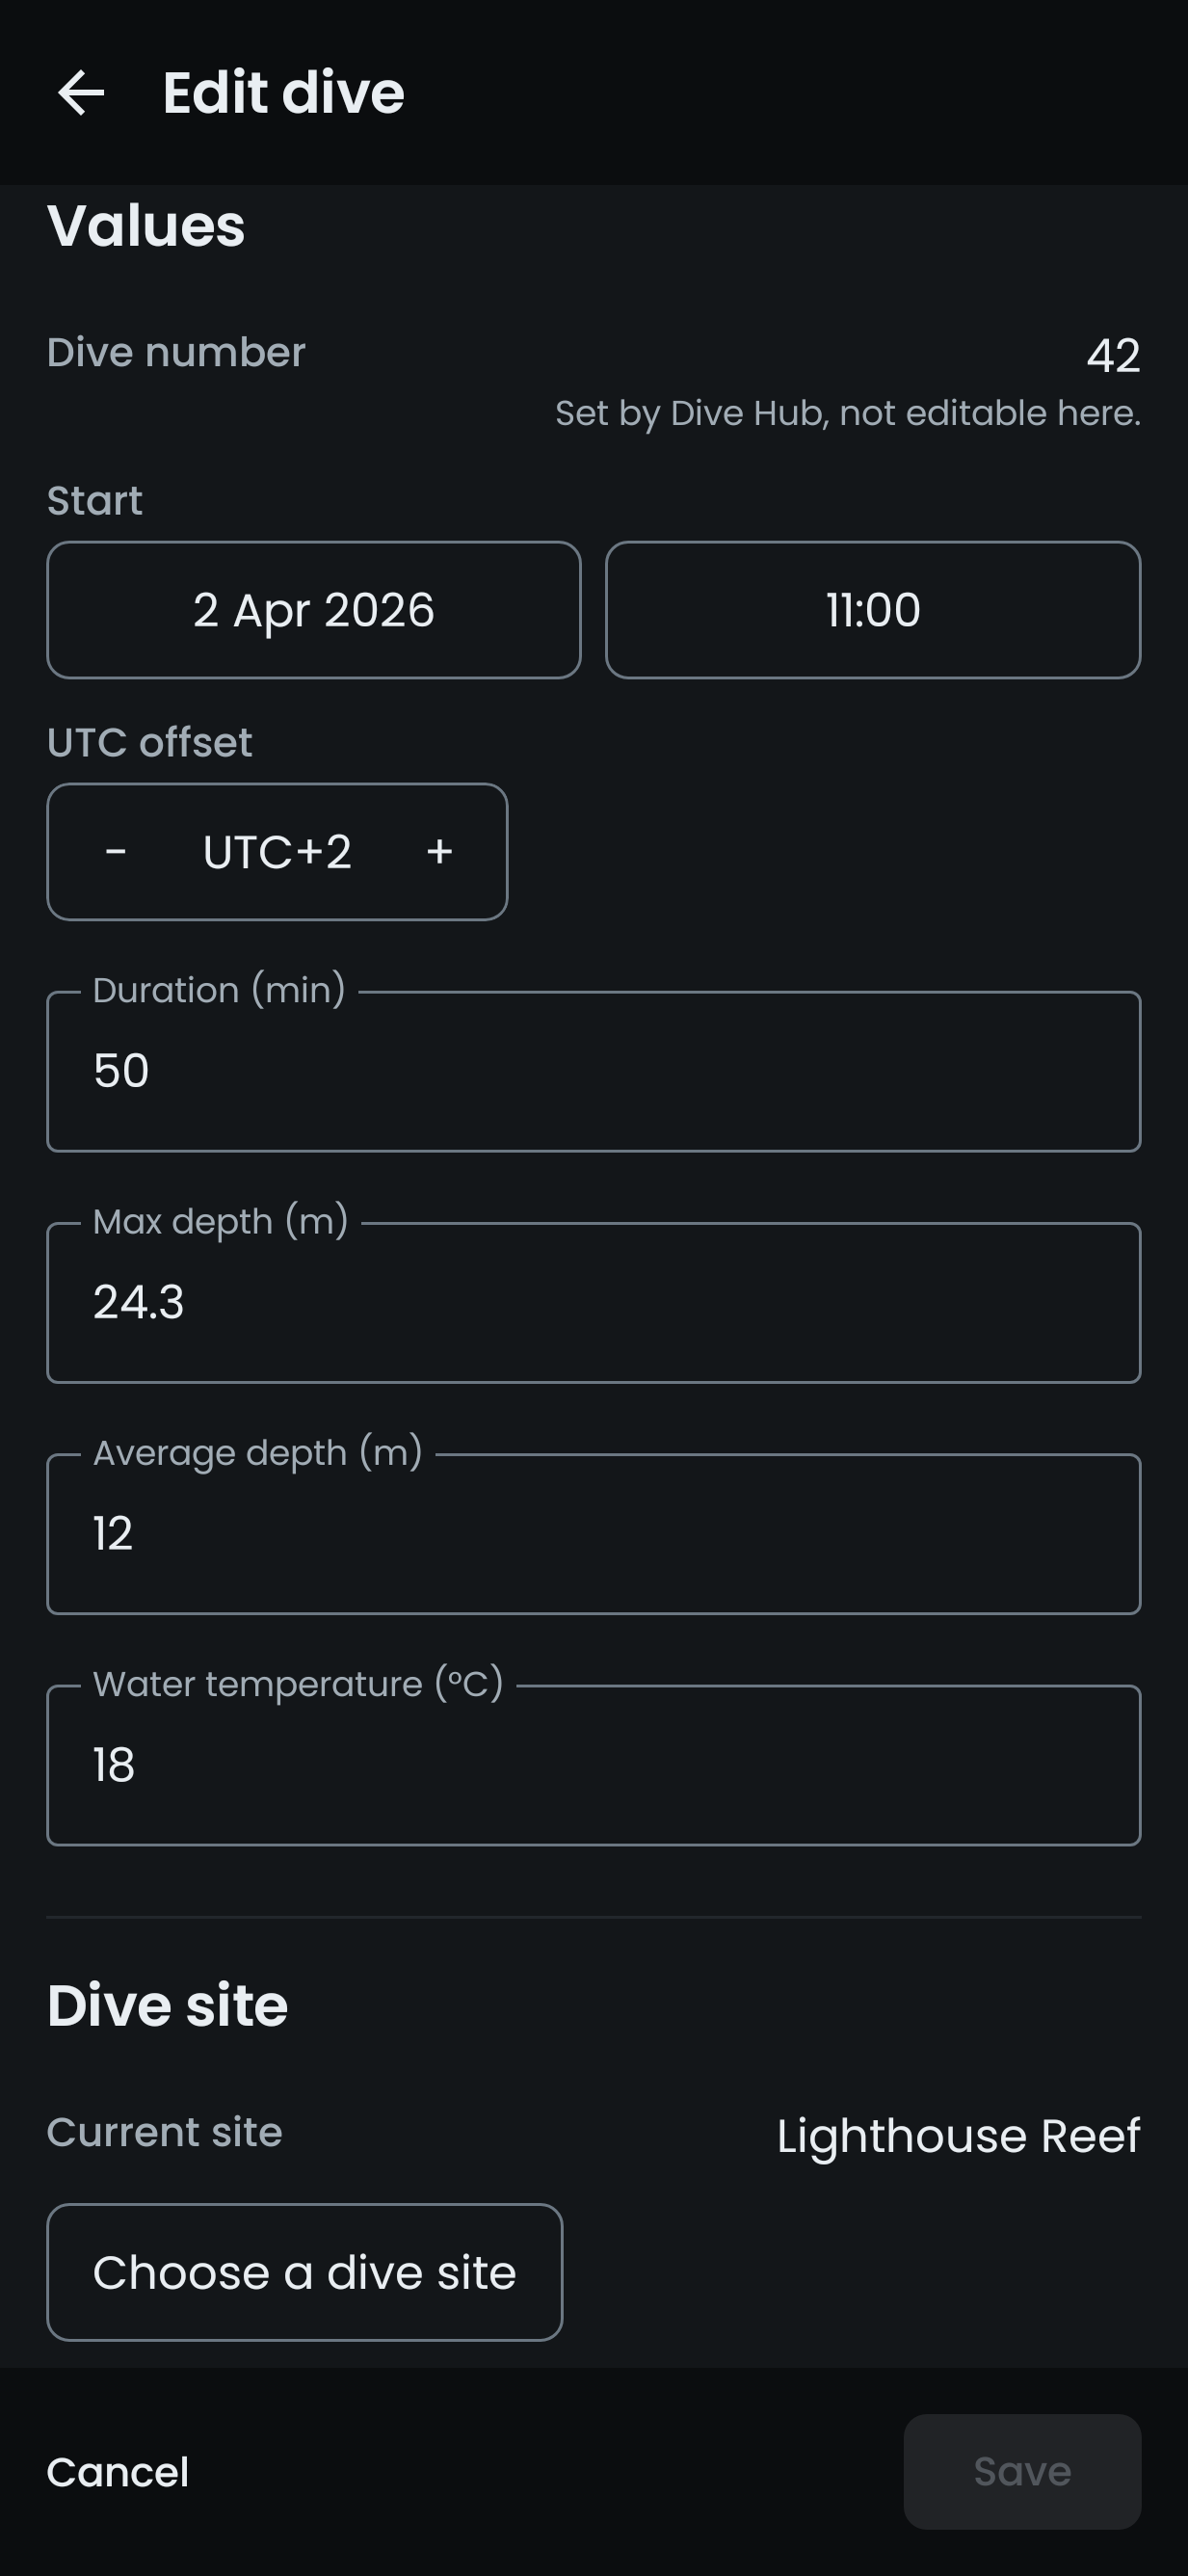 Edit dive
Values
Dive number
42
Set by Dive Hub, not editable here.
Start
2 Apr 2026
11:00
UTC offset
- UTC+2 +
Duration (min)
50
Max depth (m)
24.3
Average depth (m)
12
Water temperature (°C)
18
Dive site
Current site
Lighthouse Reef
Choose a dive site
Cancel
Save